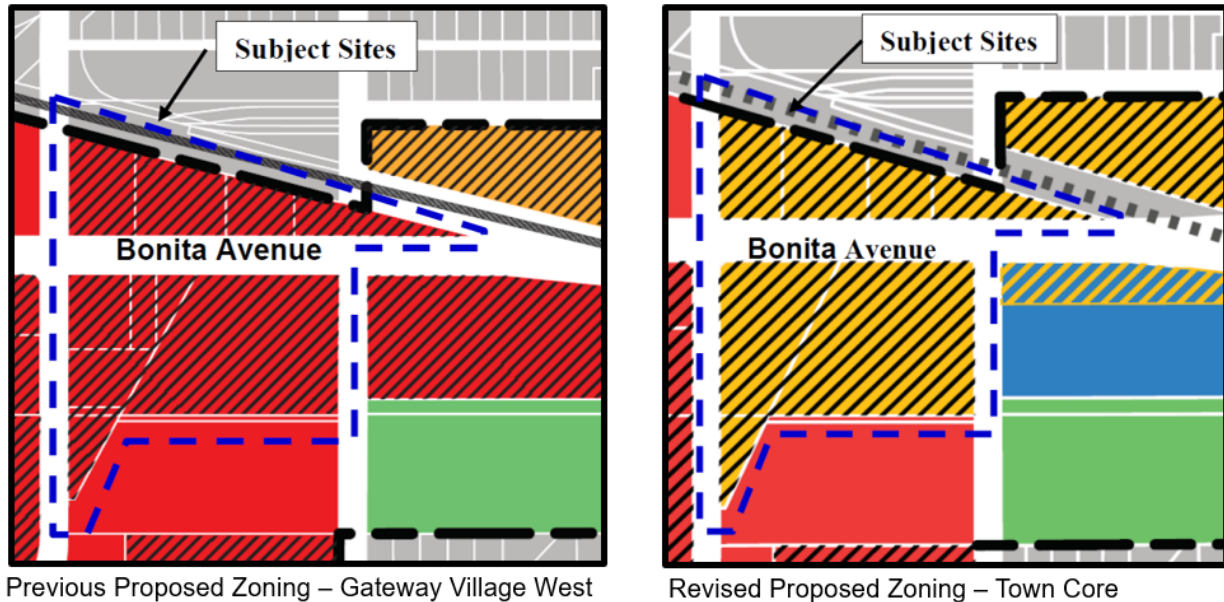 Subject Sites
Bonita Avenue
Previous Proposed Zoning – Gateway Village West
Subject Sites
Bonita Avenue
Revised Proposed Zoning – Town Core